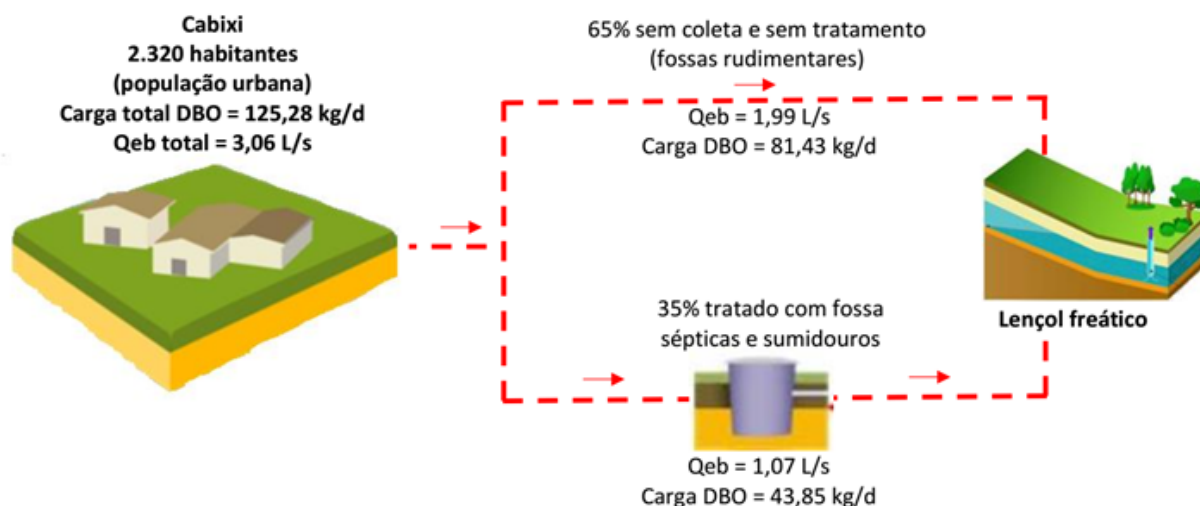 Cabixi
2.320 habitantes
(população urbana)
Carga total DBO = 125,28 kg/d
Qeb total = 3,06 L/s
65% sem coleta e sem tratamento
(fossas rudimentares)
Qeb = 1,99 L/s
Carga DBO = 81,43 kg/d
35% tratado com fossa
sépticas e sumidouros
Qeb = 1,07 L/s
Carga DBO = 43,85 kg/d
Lençol freático